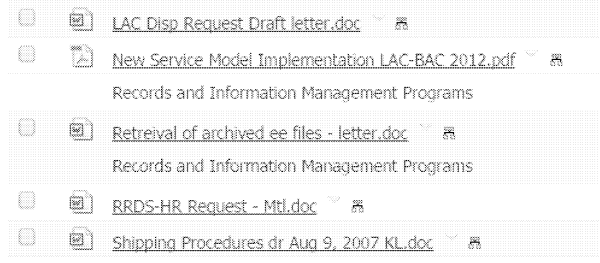 LAC Disp Request Draft letter.doc
New Service Model Implementation LAC-BAC 2012.pdf
Records and Information Management Programs
Retreival of archived ee files - letter.doc
Records and Information Management Programs
RRDS-HR Request - Mtl.doc
Shipping Procedures dr Aug 9, 2007 KL.doc